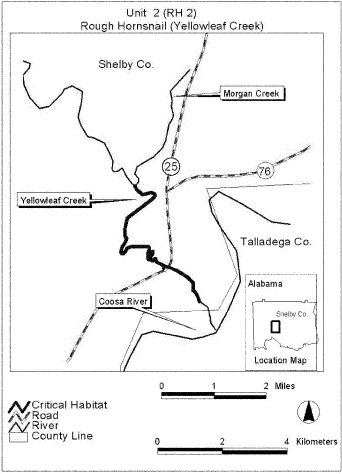 Unit 2 (RH 2)
Rough Hornsnail (Yellowleaf Creek)
Shelby Co.
Morgan Creek
25
76
Yellowleaf Creek
Talladega Co.
Coosa River
Alabama
Shelby Co.
Location Map
0 1 2 Miles
Critical Habitat
Road
River
County Line
0 2 4 Kilometers